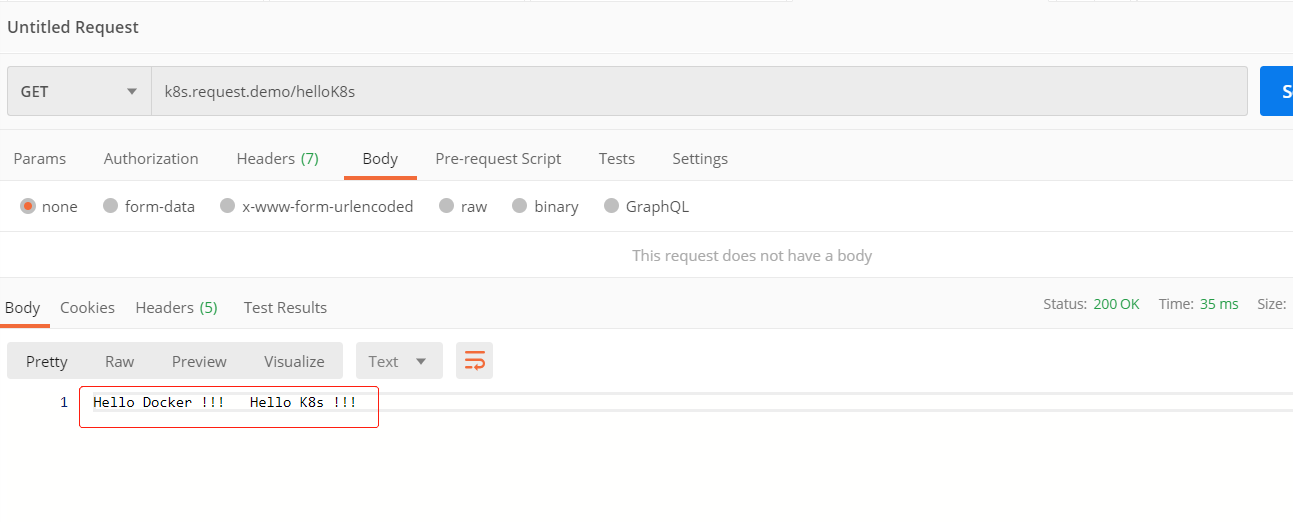 Untitled Request
GET k8s.request.demo/helloK8s
Params Authorization Headers (7) Body Pre-request Script Tests Settings
none form-data x-www-form-urlencoded raw binary GraphQL
This request does not have a body
Body Cookies Headers (5) Test Results Status: 200 OK Time: 35 ms Size:
Pretty Raw Preview Visualize Text
1 Hello Docker !!!   Hello K8s !!!